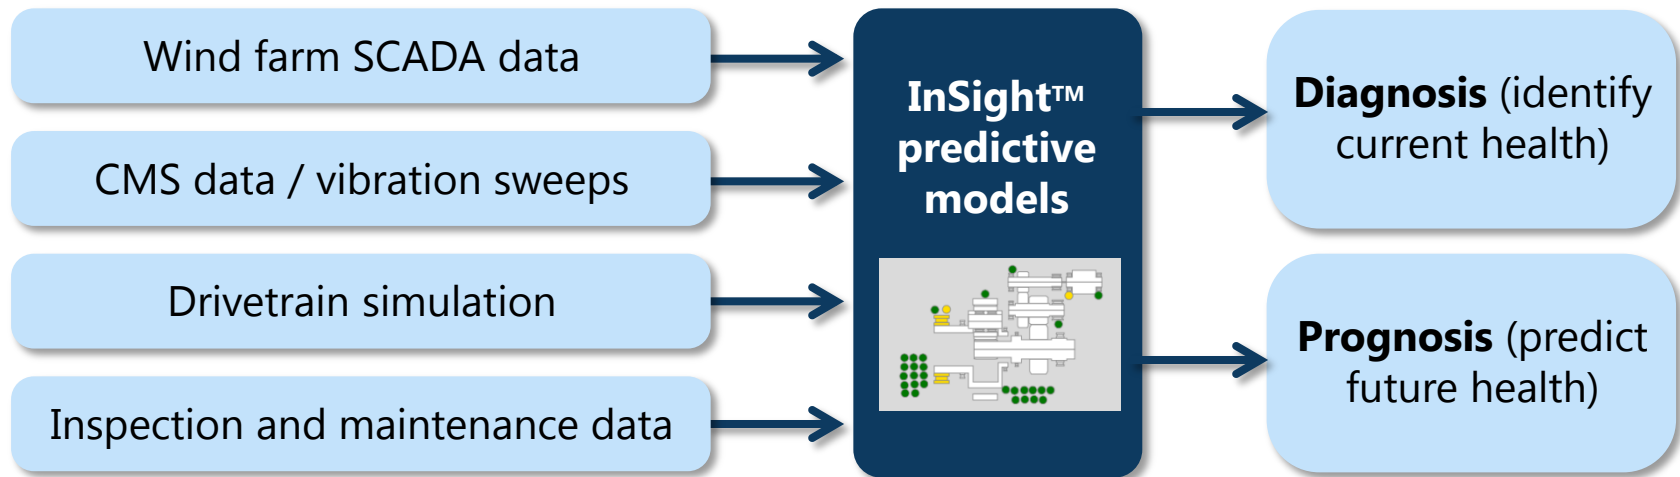 Wind farm SCADA data
CMS data / vibration sweeps
Drivetrain simulation
Inspection and maintenance data
InSight™
predictive
models
Diagnosis (identify
current health)
Prognosis (predict
future health)